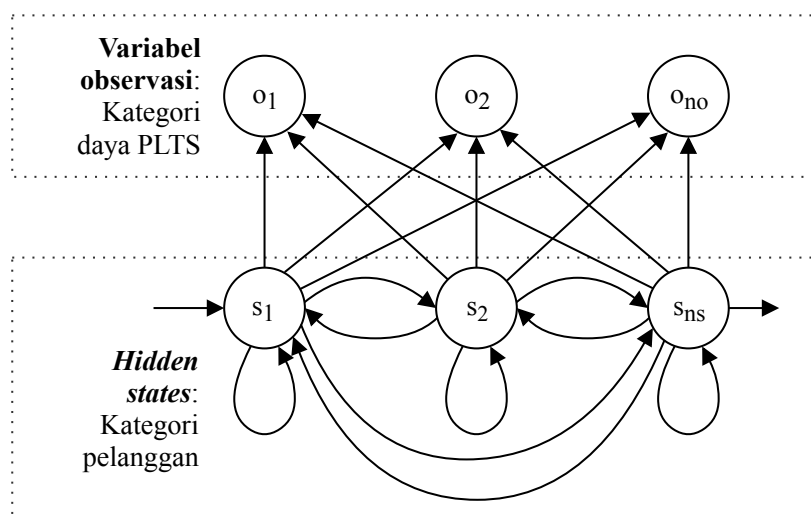 Variabel
observasi:
Kategori
daya PLTS
o1
o2
ono
s1
s2
sns
Hidden
states:
Kategori
pelanggan